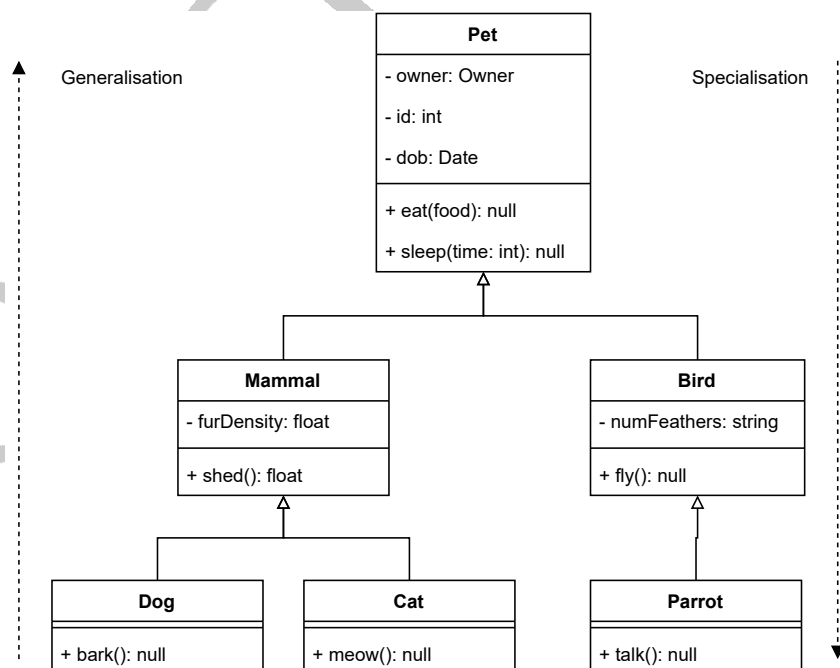 Pet
Generalisation
Specialisation
- owner: Owner
- id: int
- dob: Date
+ eat(food): null
+ sleep(time: int): null
Mammal
- furDensity: float
+ shed(): float
Bird
- numFeathers: string
+ fly(): null
Dog
+ bark(): null
Cat
+ meow(): null
Parrot
+ talk(): null